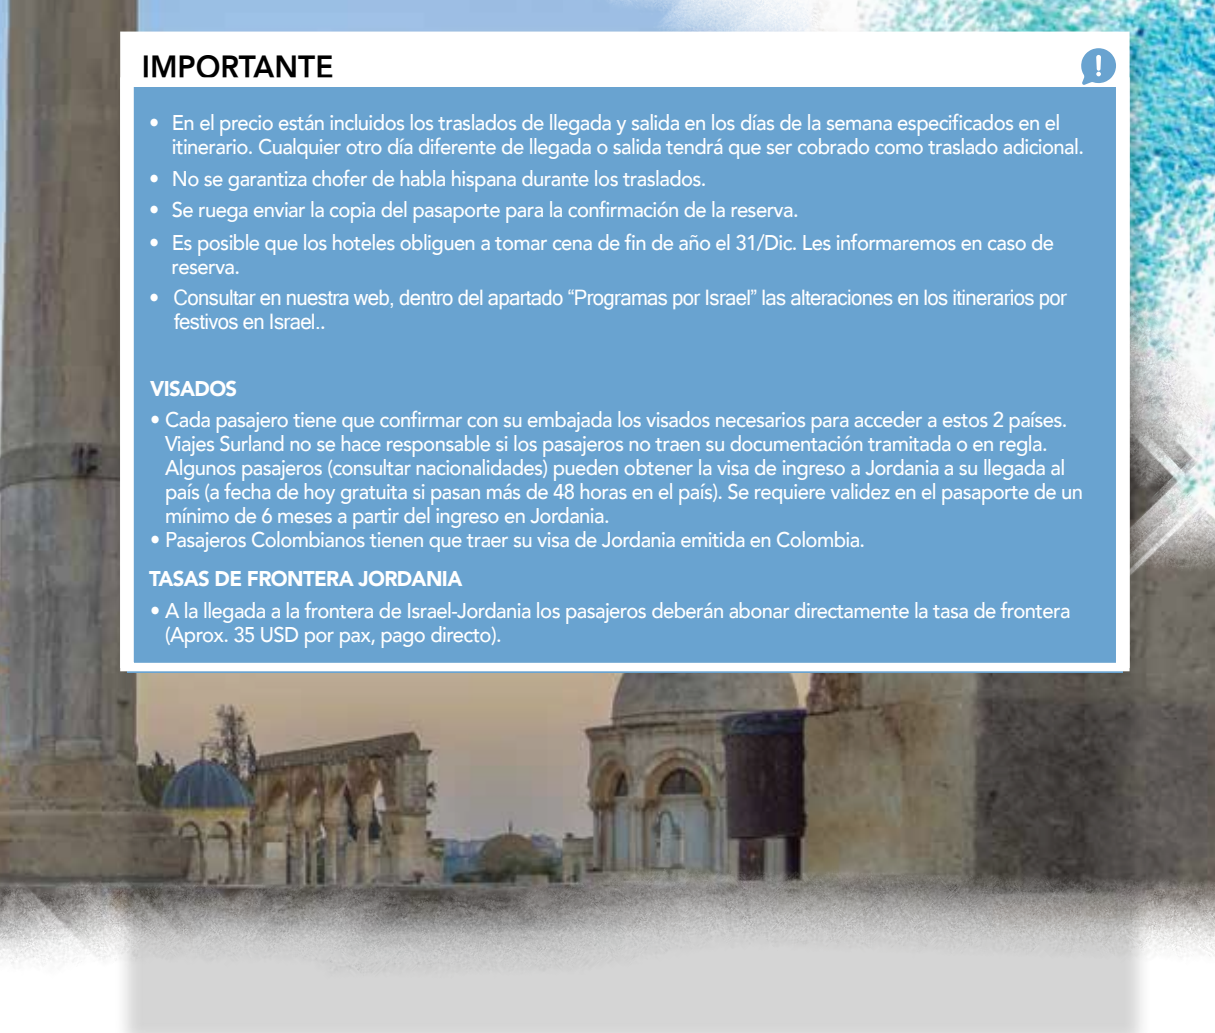 IMPORTANTE
!
• En el precio están incluidos los traslados de llegada y salida en los días de la semana especificados en el
itinerario. Cualquier otro día diferente de llegada o salida tendrá que ser cobrado como traslado adicional.
• No se garantiza chofer de habla hispana durante los traslados.
• Se ruega enviar la copia del pasaporte para la confirmación de la reserva.
• Es posible que los hoteles obliguen a tomar cena de fin de año el 31/Dic. Les informaremos en caso de
reserva.
• Consultar en nuestra web, dentro del apartado “Programas por Israel” las alteraciones en los itinerarios por
festivos en Israel..
VISADOS
• Cada pasajero tiene que confirmar con su embajada los visados necesarios para acceder a estos 2 países.
Viajes Surland no se hace responsable si los pasajeros no traen su documentación tramitada o en regla.
Algunos pasajeros (consultar nacionalidades) pueden obtener la visa de ingreso a Jordania a su llegada al
país (a fecha de hoy gratuita si pasan más de 48 horas en el país). Se requiere validez en el pasaporte de un
mínimo de 6 meses a partir del ingreso en Jordania.
• Pasajeros Colombianos tienen que traer su visa de Jordania emitida en Colombia.
TASAS DE FRONTERA JORDANIA
• A la llegada a la frontera de Israel-Jordania los pasajeros deberán abonar directamente la tasa de frontera
(Aprox. 35 USD por pax, pago directo).